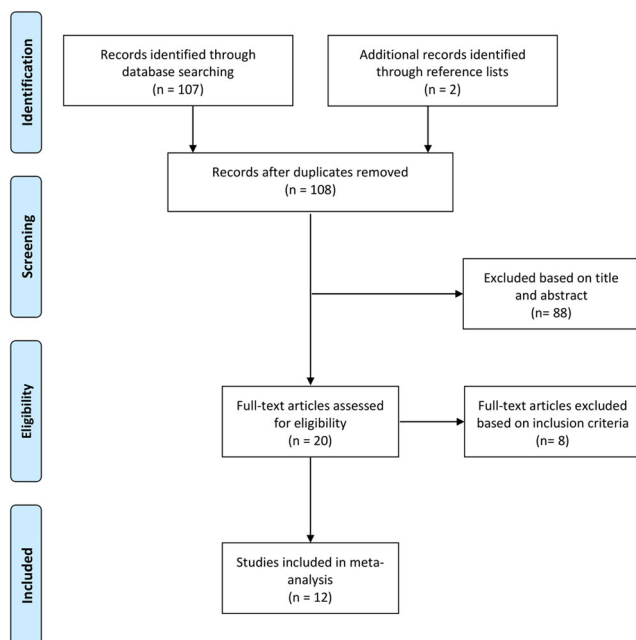 Identification
Records identified through
database searching
(n = 107)
Additional records identified
through reference lists
(n = 2)
Records after duplicates removed
(n = 108)
Screening
Excluded based on title
and abstract
(n= 88)
Eligibility
Full-text articles assessed
for eligibility
(n = 20)
Full-text articles excluded
based on inclusion criteria
(n= 8)
Included
Studies included in meta-
analysis
(n = 12)